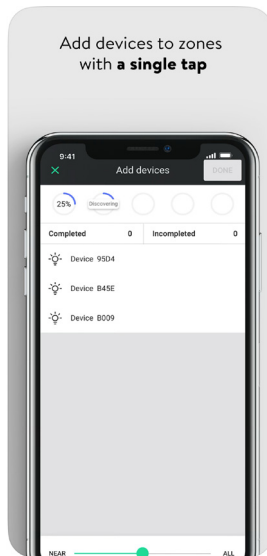 Add devices to zones
with a single tap
9:41
Add devices
DONE
25%
Discovering
Completed 0 Incompleted 0
Device 95D4
Device B45E
Device B009
NEAR ALL